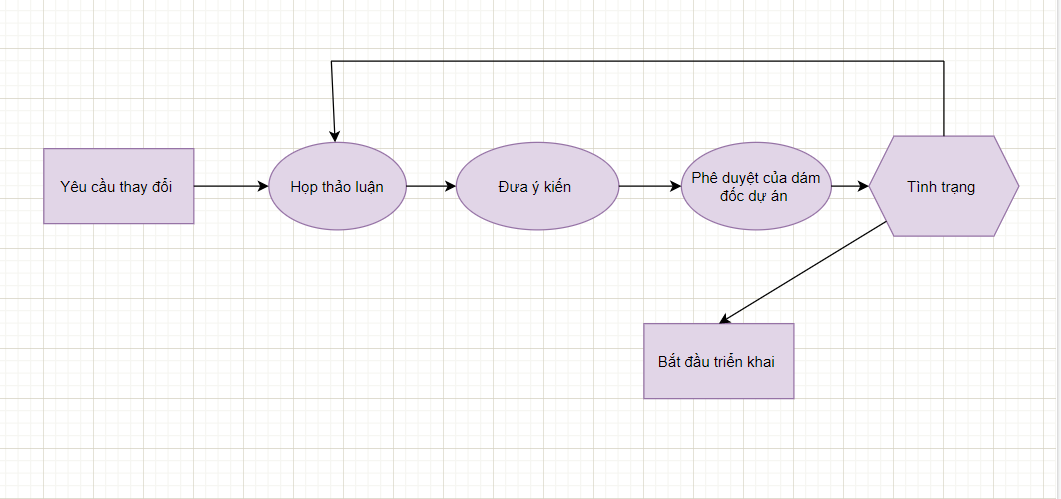 Yêu cầu thay đổi
Họp thảo luận
Đưa ý kiến
Phê duyệt của dám
đốc dự án
Tình trạng
Bắt đầu triển khai